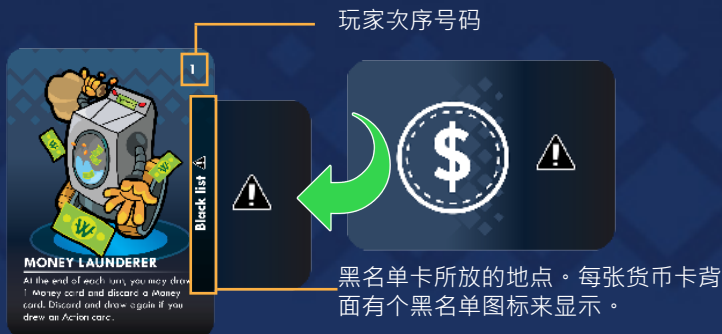 玩家次序号码
1
Black list
$
MONEY LAUNDERER
At the end of each turn, you may draw
1 Money card and discard a Money
card. Discard and draw again if you
drew an Action card.
黑名单卡所放的地点。每张货币卡背
面有个黑名单图标来显示。